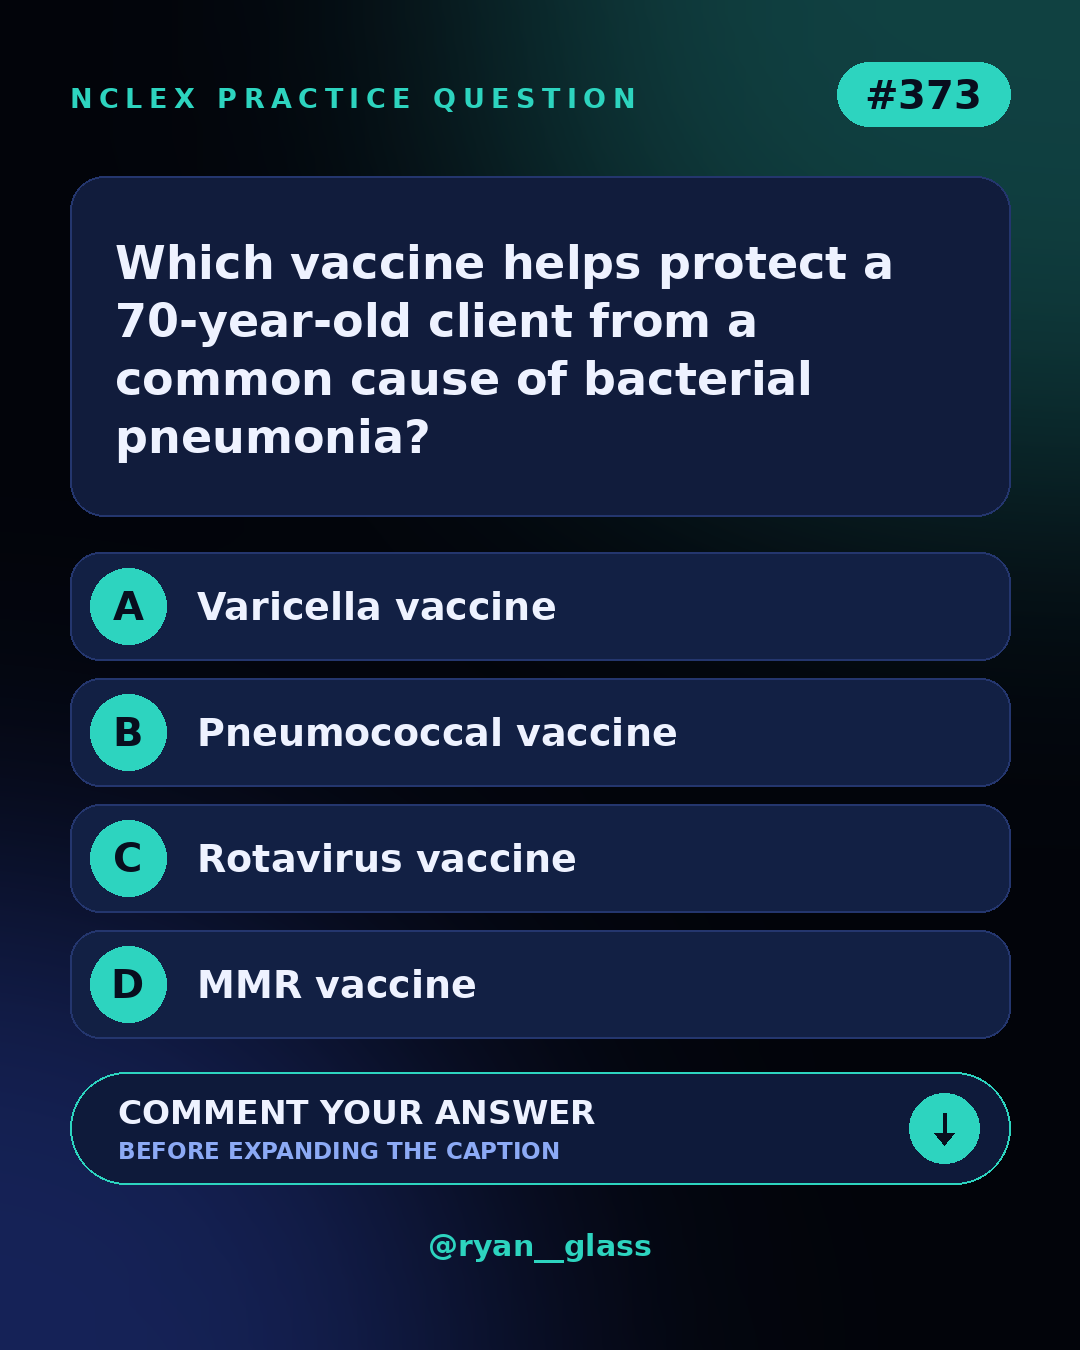 NCLEX PRACTICE QUESTION
#373
Which vaccine helps protect a
70-year-old client from a
common cause of bacterial
pneumonia?
A Varicella vaccine
B Pneumococcal vaccine
C Rotavirus vaccine
D MMR vaccine
COMMENT YOUR ANSWER
BEFORE EXPANDING THE CAPTION
@ryan__glass